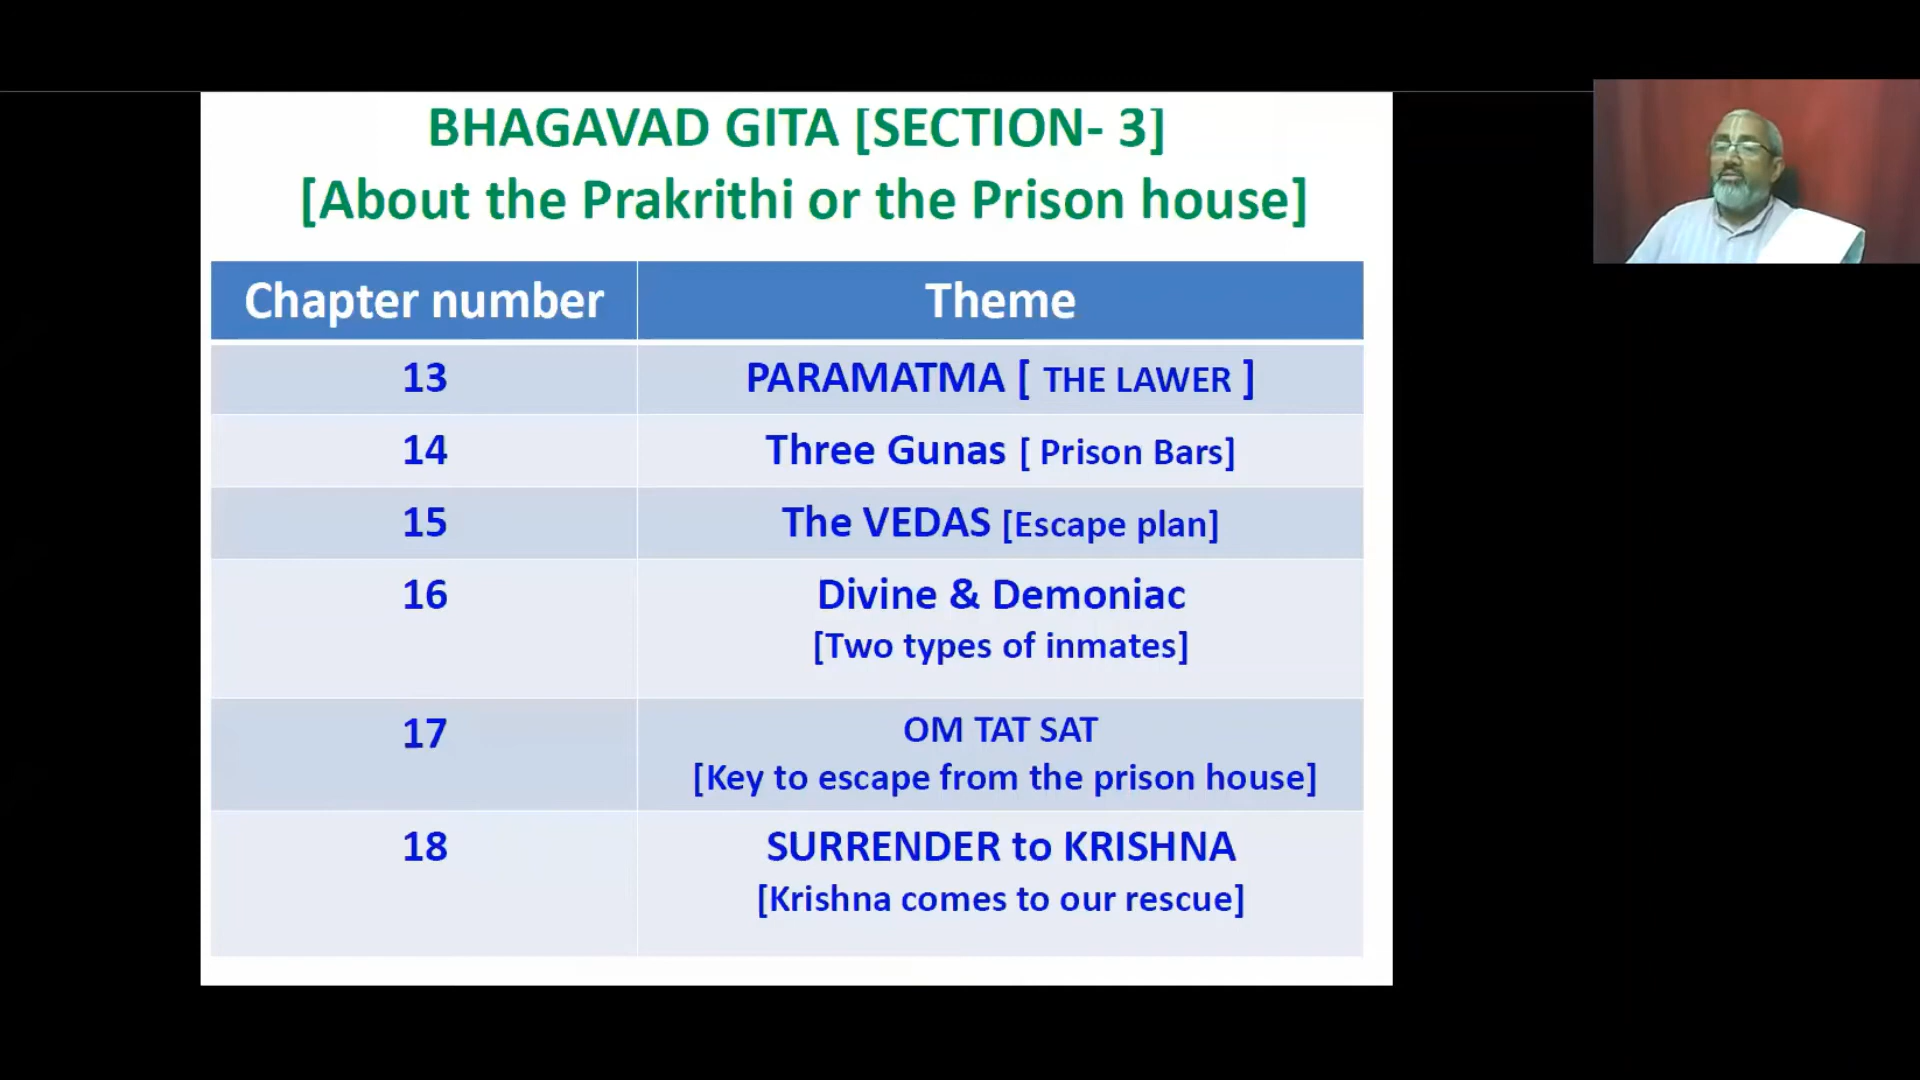 BHAGAVAD GITA [SECTION- 3]
[About the Prakrithi or the Prison house]
Chapter number Theme
13 PARAMATMA [ THE LAWER ]
14 Three Gunas [ Prison Bars]
15 The VEDAS [Escape plan]
16 Divine & Demoniac
[Two types of inmates]
17 OM TAT SAT
[Key to escape from the prison house]
18 SURRENDER to KRISHNA
[Krishna comes to our rescue]